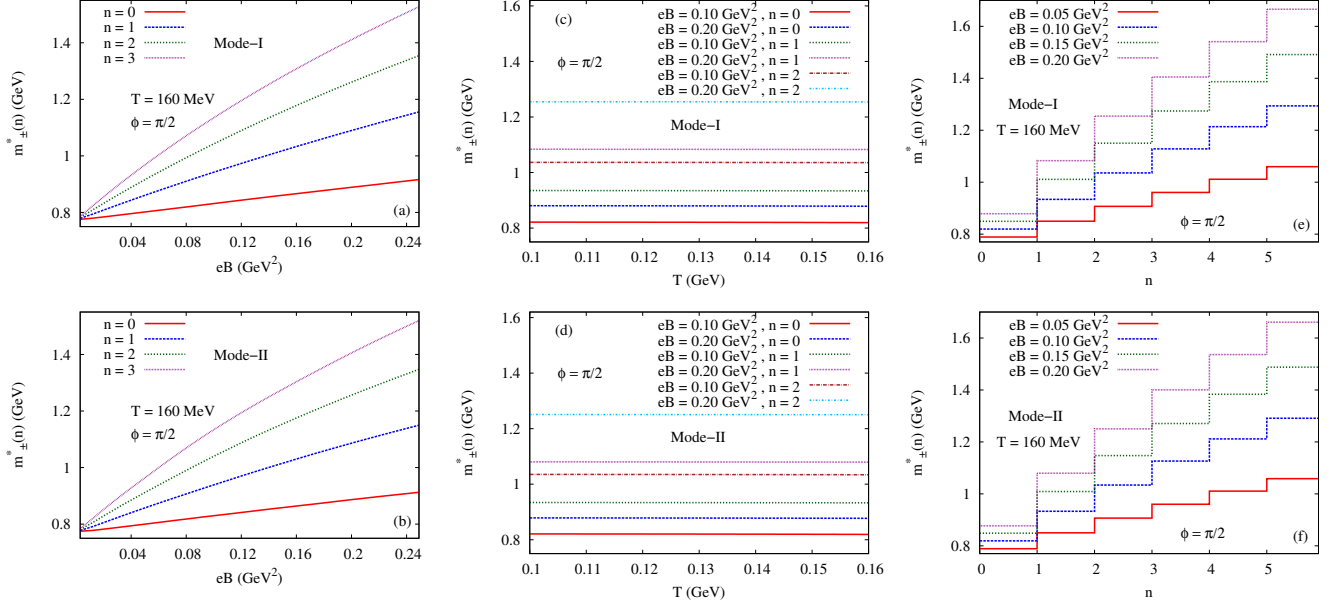 n = 0
n = 1
n = 2
n = 3
Mode−I
T = 160 MeV
ϕ = π/2
(a)
m*±(n) (GeV)
0.8
1
1.2
1.4
0.04
0.08
0.12
0.16
0.2
0.24
eB (GeV²)
(c)
eB = 0.10 GeV² , n = 0
eB = 0.20 GeV² , n = 0
eB = 0.10 GeV² , n = 1
eB = 0.20 GeV² , n = 1
eB = 0.10 GeV² , n = 2
eB = 0.20 GeV² , n = 2
ϕ = π/2
Mode−I
m*±(n) (GeV)
0.8
1
1.2
1.4
1.6
0.1
0.11
0.12
0.13
0.14
0.15
0.16
T (GeV)
eB = 0.05 GeV²
eB = 0.10 GeV²
eB = 0.15 GeV²
eB = 0.20 GeV²
Mode−I
T = 160 MeV
ϕ = π/2
(e)
m*±(n) (GeV)
0.8
1
1.2
1.4
1.6
0
1
2
3
4
5
n
n = 0
n = 1
n = 2
n = 3
Mode−II
T = 160 MeV
ϕ = π/2
(b)
m*±(n) (GeV)
0.8
1
1.2
1.4
0.04
0.08
0.12
0.16
0.2
0.24
eB (GeV²)
(d)
eB = 0.10 GeV² , n = 0
eB = 0.20 GeV² , n = 0
eB = 0.10 GeV² , n = 1
eB = 0.20 GeV² , n = 1
eB = 0.10 GeV² , n = 2
eB = 0.20 GeV² , n = 2
ϕ = π/2
Mode−II
m*±(n) (GeV)
0.8
1
1.2
1.4
1.6
0.1
0.11
0.12
0.13
0.14
0.15
0.16
T (GeV)
eB = 0.05 GeV²
eB = 0.10 GeV²
eB = 0.15 GeV²
eB = 0.20 GeV²
Mode−II
T = 160 MeV
ϕ = π/2
(f)
m*±(n) (GeV)
0.8
1
1.2
1.4
1.6
0
1
2
3
4
5
n